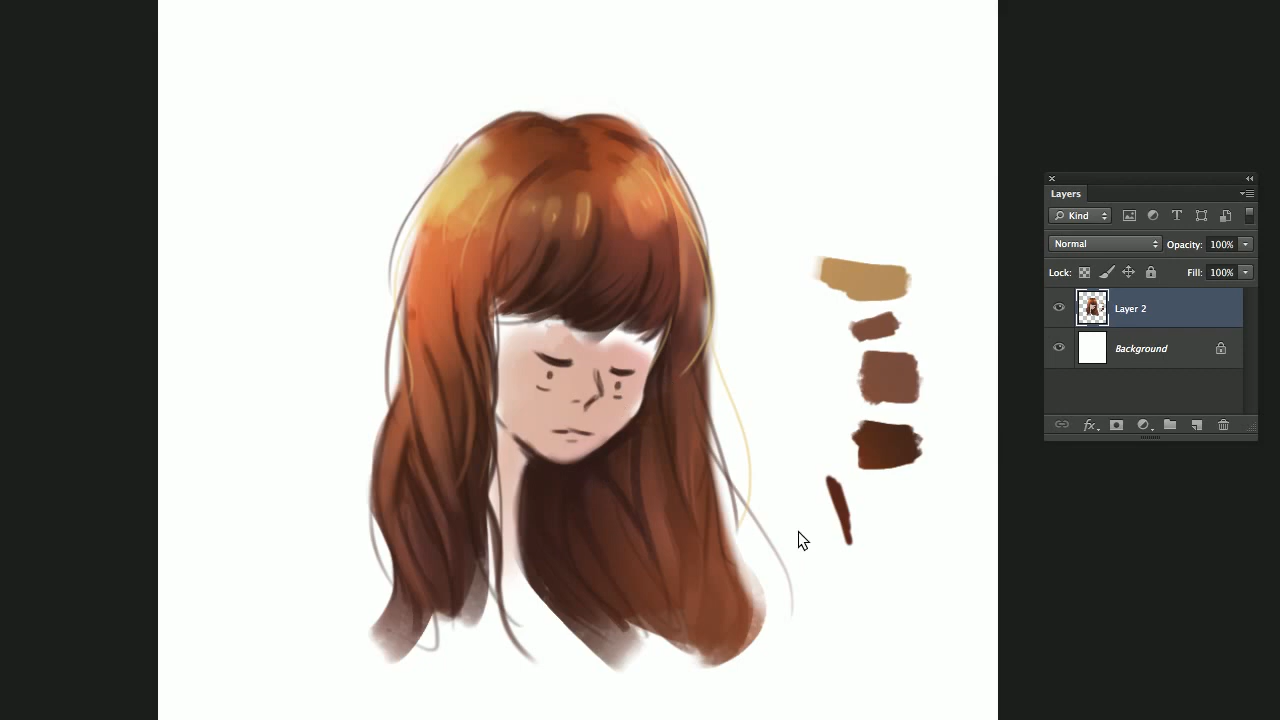 Layers
Kind
Normal Opacity: 100%
Lock: Fill: 100%
Layer 2
Background
fx